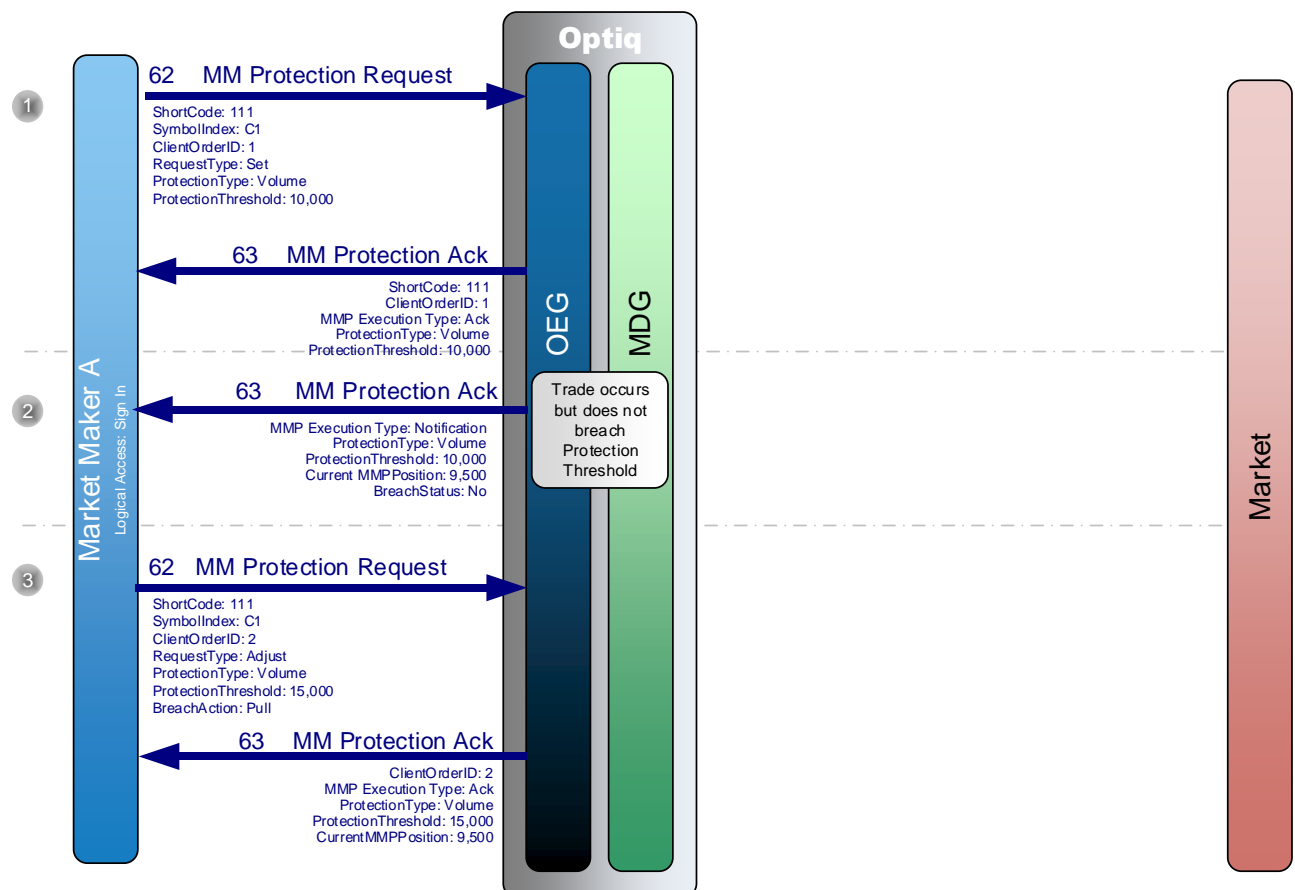 Optiq
1
62 MM Protection Request
ShortCode: 111
SymbolIndex: C1
ClientOrderID: 1
RequestType: Set
ProtectionType: Volume
ProtectionThreshold: 10,000
63 MM Protection Ack
ShortCode: 111
ClientOrderID: 1
MMP Execution Type: Ack
ProtectionType: Volume
ProtectionThreshold: 10,000
OEG
MDG
Market Maker A
Logical Access: Sign In
Market
2
63 MM Protection Ack
MMP Execution Type: Notification
ProtectionType: Volume
ProtectionThreshold: 10,000
Current MMPPosition: 9,500
BreachStatus: No
Trade occurs
but does not
breach
Protection
Threshold
3
62 MM Protection Request
ShortCode: 111
SymbolIndex: C1
ClientOrderID: 2
RequestType: Adjust
ProtectionType: Volume
ProtectionThreshold: 15,000
BreachAction: Pull
63 MM Protection Ack
ClientOrderID: 2
MMP Execution Type: Ack
ProtectionType: Volume
ProtectionThreshold: 15,000
CurrentMMPPosition: 9,500